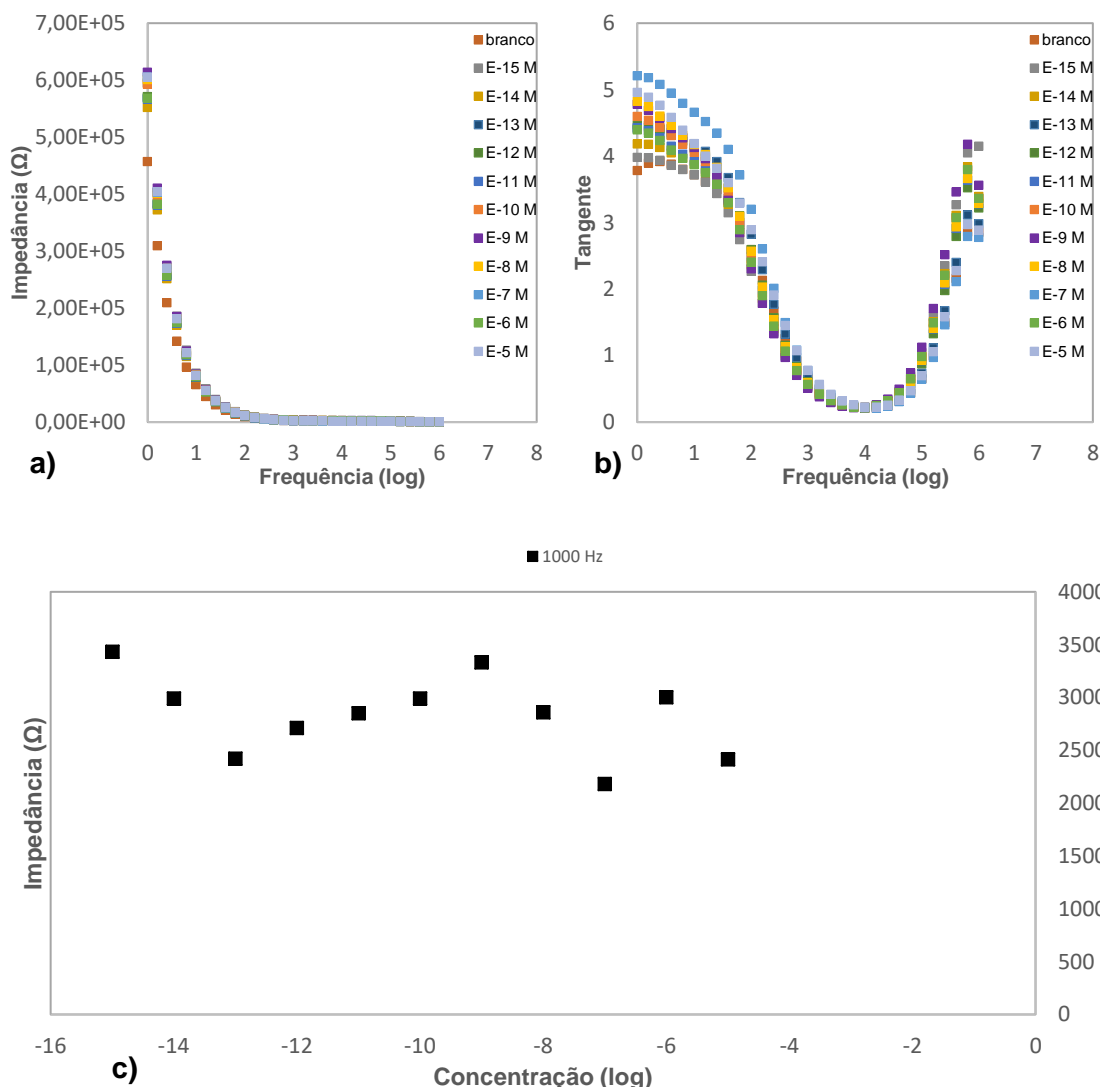 7,00E+05
6,00E+05
5,00E+05
4,00E+05
3,00E+05
2,00E+05
1,00E+05
0,00E+00
Impedância (Ω)
0 1 2 3 4 5 6 7 8
Frequência (log)
branco
E-15 M
E-14 M
E-13 M
E-12 M
E-11 M
E-10 M
E-9 M
E-8 M
E-7 M
E-6 M
E-5 M
a)
6
5
4
3
2
1
0
Tangente
0 1 2 3 4 5 6 7 8
Frequência (log)
branco
E-15 M
E-14 M
E-13 M
E-12 M
E-11 M
E-10 M
E-9 M
E-8 M
E-7 M
E-6 M
E-5 M
b)
1000 Hz
4000
3500
3000
2500
2000
1500
1000
500
0
Impedância (Ω)
-16 -14 -12 -10 -8 -6 -4 -2 0
Concentração (log)
c)